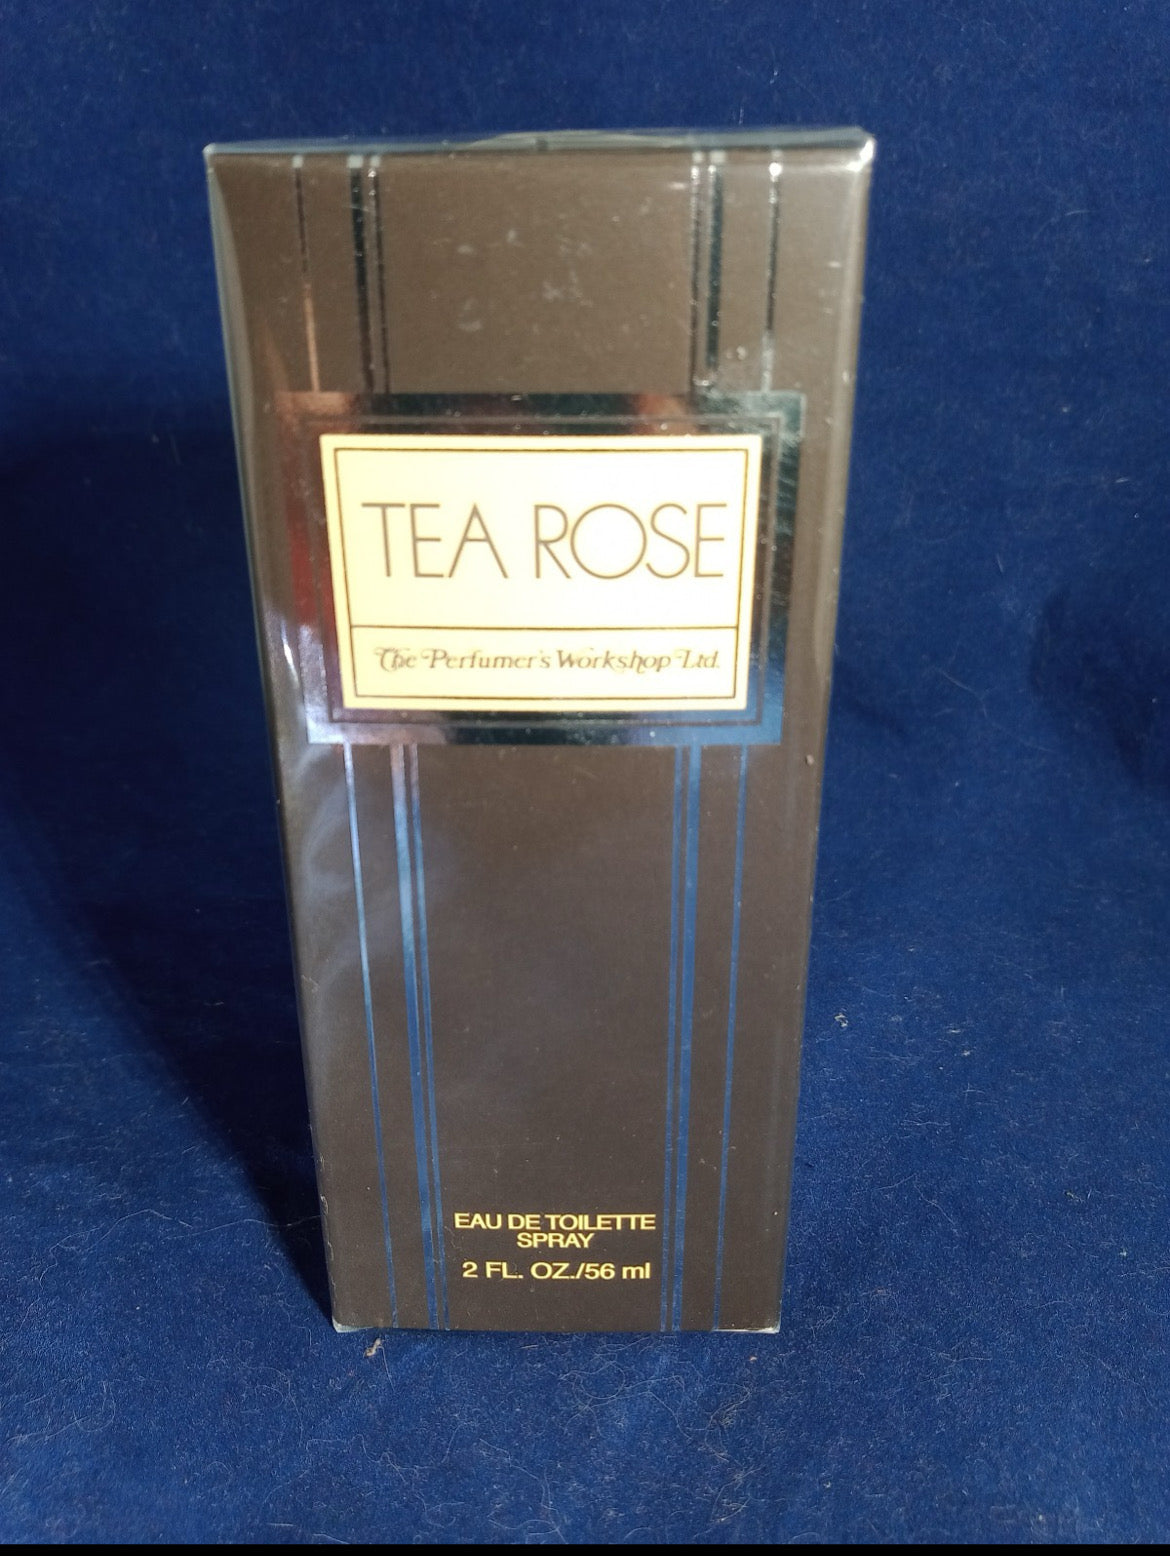 TEA ROSE
The Perfumer's Workshop Ltd.
EAU DE TOILETTE
SPRAY
2 FL. OZ./56 ml